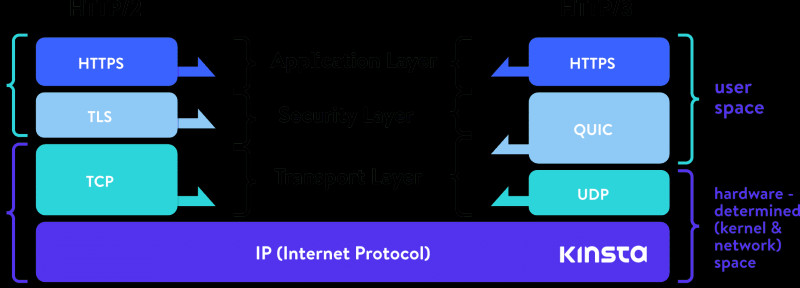 HTTP/2
HTTP/3
HTTPS
Application Layer
HTTPS
user
space
TLS
Security Layer
QUIC
TCP
Transport Layer
UDP
hardware -
determined
(kernel &
network)
space
IP (Internet Protocol)
KINSTA